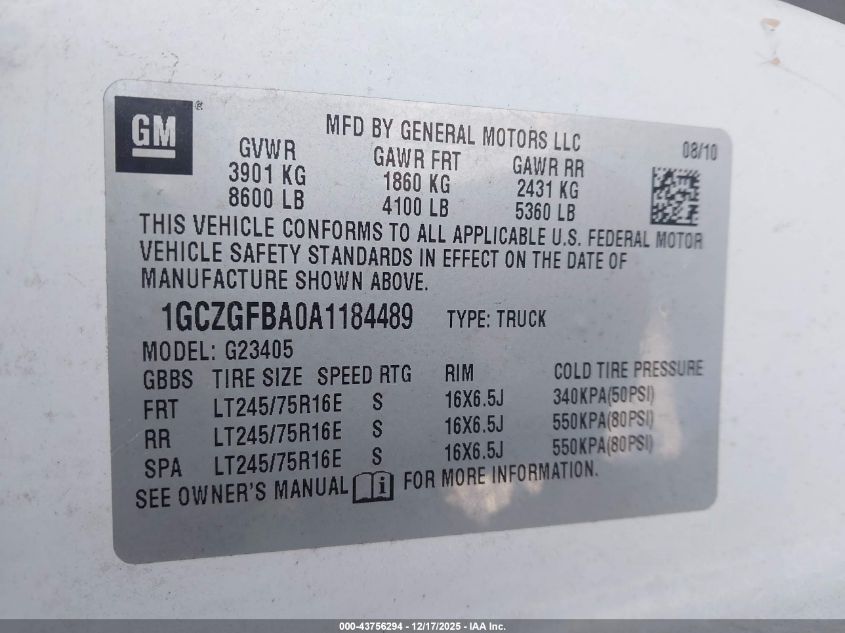 GM®
MFD BY GENERAL MOTORS LLC
08/10
GVWR GAWR FRT GAWR RR
3901 KG 1860 KG 2431 KG
8600 LB 4100 LB 5360 LB
THIS VEHICLE CONFORMS TO ALL APPLICABLE U.S. FEDERAL MOTOR
VEHICLE SAFETY STANDARDS IN EFFECT ON THE DATE OF
MANUFACTURE SHOWN ABOVE.
1GCZGFBA0A1184489 TYPE: TRUCK
MODEL: G23405
GBBS TIRE SIZE SPEED RTG RIM COLD TIRE PRESSURE
FRT LT245/75R16E S 16X6.5J 340KPA(50PSI)
RR LT245/75R16E S 16X6.5J 550KPA(80PSI)
SPA LT245/75R16E S 16X6.5J 550KPA(80PSI)
SEE OWNER'S MANUAL i FOR MORE INFORMATION.
000-43756294 - 12/17/2025 - IAA Inc.